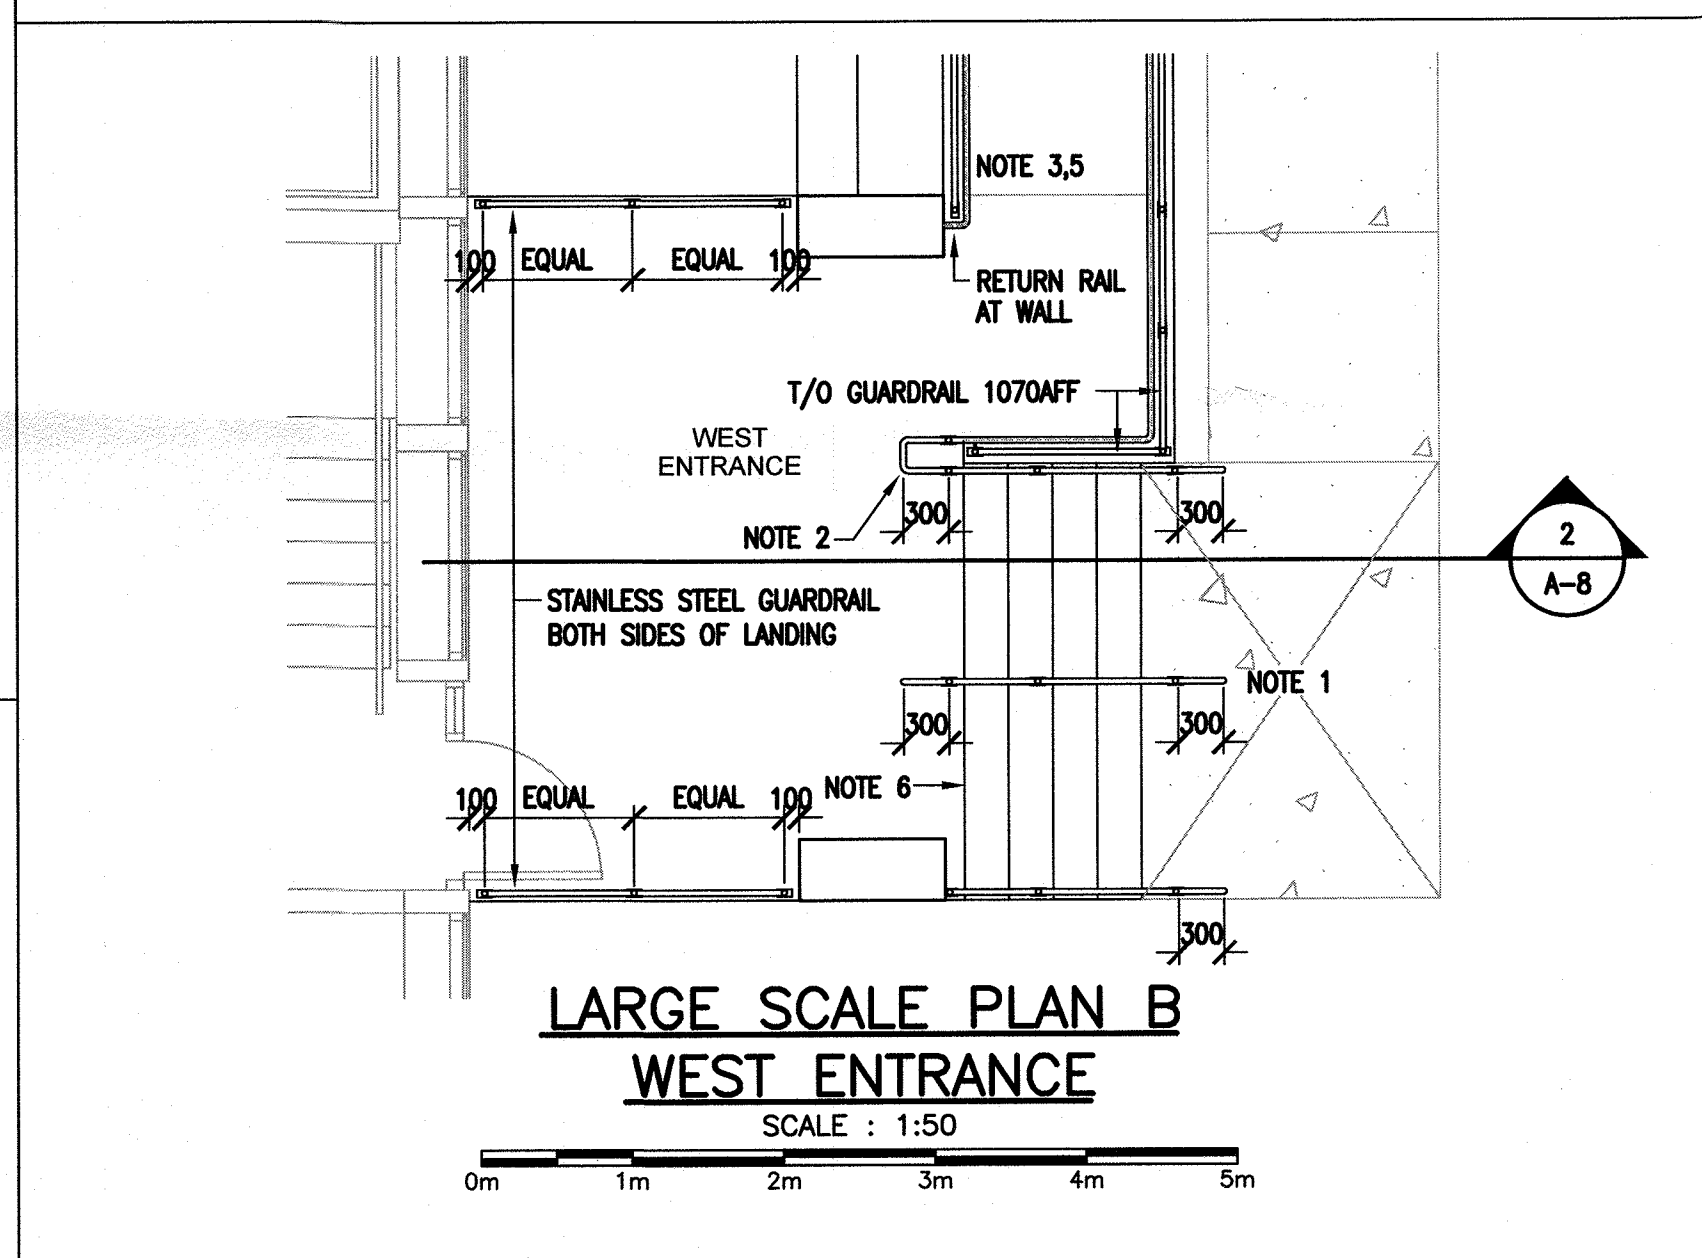 NOTE 3,5
100 EQUAL EQUAL 100
RETURN RAIL
AT WALL
T/O GUARDRAIL 1070AFF
WEST
ENTRANCE
300
300
NOTE 2
2
A-8
STAINLESS STEEL GUARDRAIL
BOTH SIDES OF LANDING
NOTE 1
300
300
NOTE 6
100 EQUAL EQUAL 100
300
LARGE SCALE PLAN B
WEST ENTRANCE
SCALE : 1:50
0m 1m 2m 3m 4m 5m